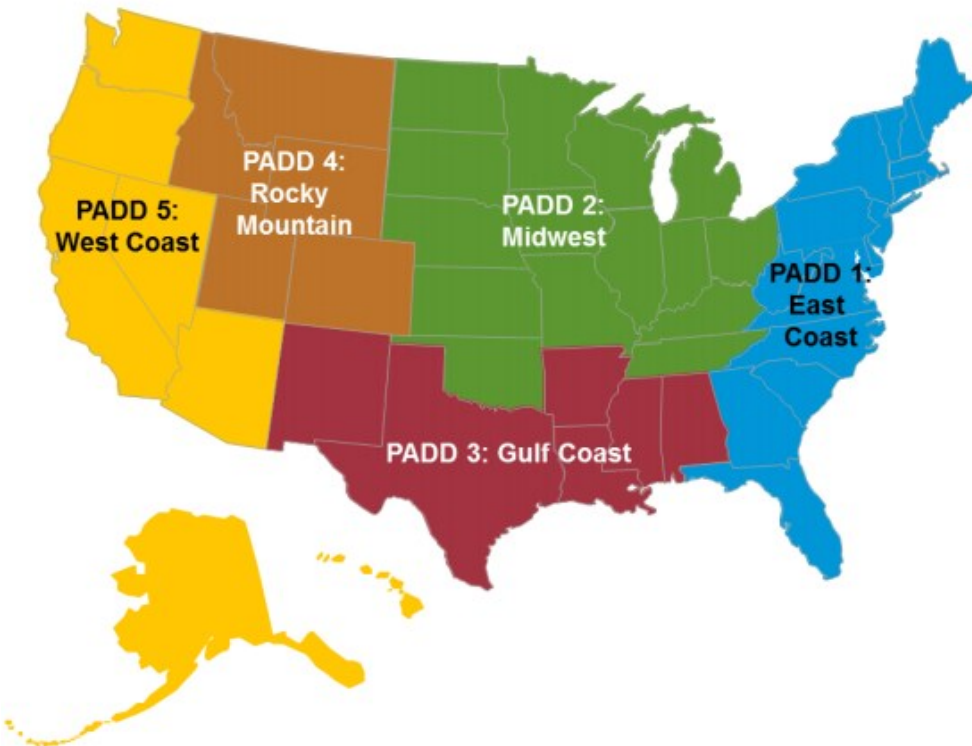 PADD 5:
West Coast
PADD 4:
Rocky
Mountain
PADD 2:
Midwest
PADD 1:
East
Coast
PADD 3: Gulf Coast